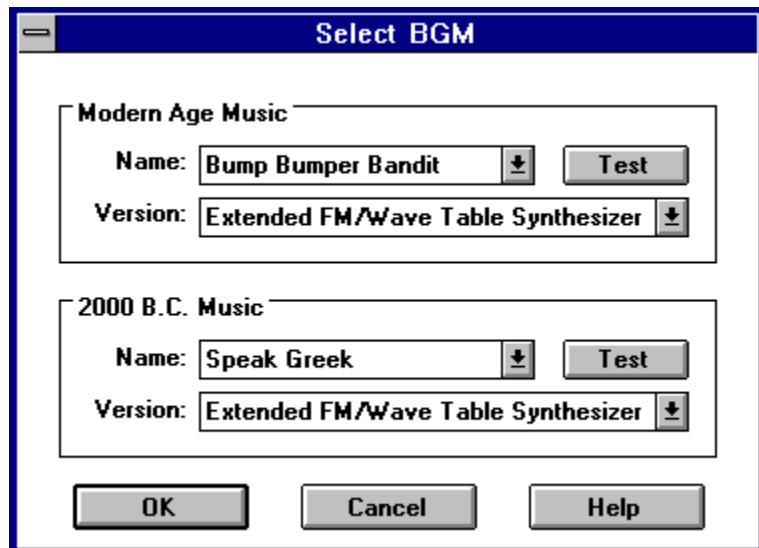 Select BGM
Modern Age Music
Name: Bump Bumper Bandit Test
Version: Extended FM/Wave Table Synthesizer
2000 B.C. Music
Name: Speak Greek Test
Version: Extended FM/Wave Table Synthesizer
OK Cancel Help